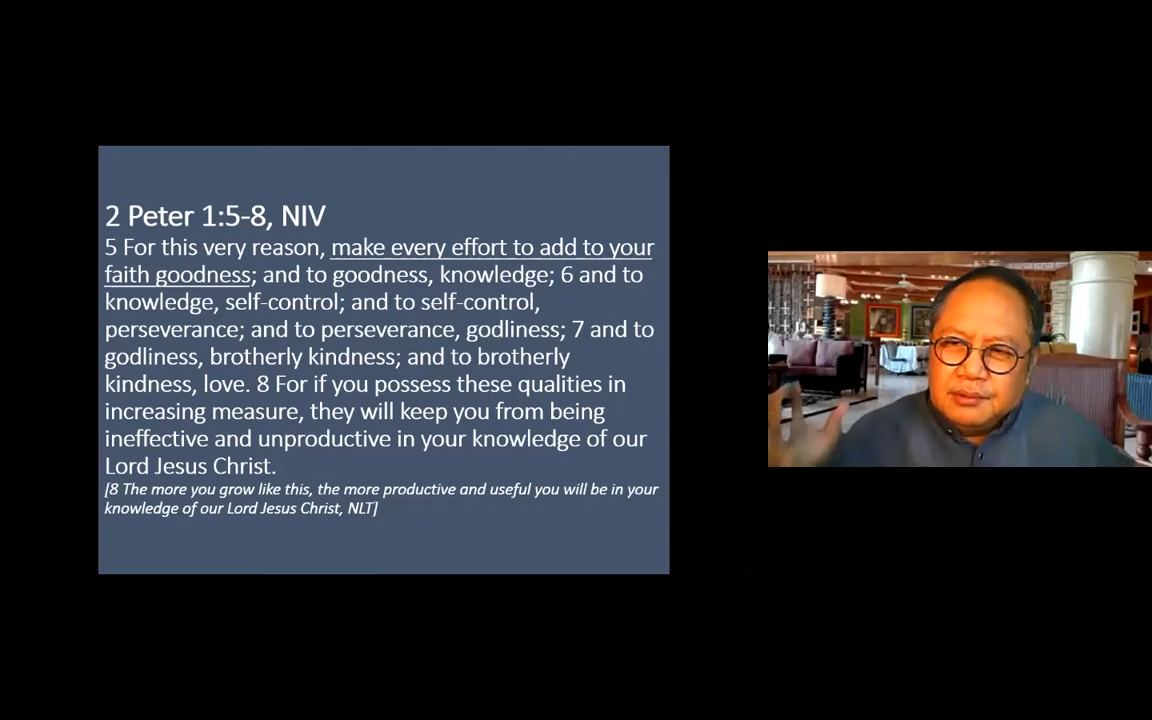 2 Peter 1:5-8, NIV
5 For this very reason, make every effort to add to your
faith goodness; and to goodness, knowledge; 6 and to
knowledge, self-control; and to self-control,
perseverance; and to perseverance, godliness; 7 and to
godliness, brotherly kindness; and to brotherly
kindness, love. 8 For if you possess these qualities in
increasing measure, they will keep you from being
ineffective and unproductive in your knowledge of our
Lord Jesus Christ.
[8 The more you grow like this, the more productive and useful you will be in your
knowledge of our Lord Jesus Christ, NLT]